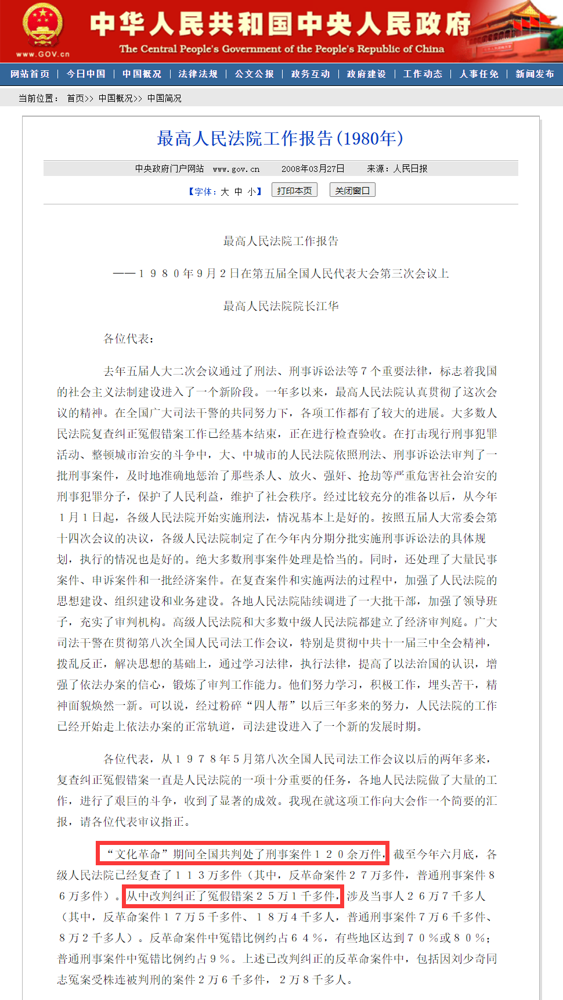 中华人民共和国中央人民政府
www.GOV.cn
The Central People's Government of the People's Republic of China
网站首页 | 今日中国 | 中国概况 | 法律法规 | 公文公报 | 政务互动 | 政府建设 | 工作动态 | 人事任免 | 新闻发布
当前位置： 首页>> 中国概况>> 中国简况
最高人民法院工作报告(1980年)
中央政府门户网站 www.gov.cn 2008年03月27日 来源：人民日报
【字体：大 中 小】 打印本页 关闭窗口
最高人民法院工作报告
——１９８０年９月２日在第五届全国人民代表大会第三次会议上
最高人民法院院长江华
各位代表：
去年五届人大二次会议通过了刑法、刑事诉讼法等７个重要法律，标志着我国
的社会主义法制建设进入了一个新阶段。一年多以来，最高人民法院认真贯彻了这次会
议的精神。在全国广大司法干警的共同努力下，各项工作都有了较大的进展。大多数人
民法院复查纠正冤假错案工作已经基本结束，正在进行检查验收。在打击现行刑事犯罪
活动、整顿城市治安的斗争中，大、中城市的人民法院依照刑法、刑事诉讼法审判了一
批刑事案件，及时地准确地惩治了那些杀人、放火、强奸、抢劫等严重危害社会治安的
刑事犯罪分子，保护了人民利益，维护了社会秩序。经过比较充分的准备以后，从今年
１月１日起，各级人民法院开始实施刑法，情况基本上是好的。按照五届人大常委会第
十四次会议的决议，各级人民法院制定了在今年内分期分批实施刑事诉讼法的具体规
划，执行的情况也是好的。绝大多数刑事案件处理是恰当的。同时，还处理了大量民事
案件、申诉案件和一批经济案件。在复查案件和实施两法的过程中，加强了人民法院的
思想建设、组织建设和业务建设。各地人民法院陆续调进了一大批干部，加强了领导班
子，充实了审判机构。高级人民法院和大多数中级人民法院都建立了经济审判庭。广大
司法干警在贯彻第八次全国人民司法工作会议，特别是贯彻中共十一届三中全会精神，
拨乱反正，解决思想的基础上，通过学习法律，执行法律，提高了以法治国的认识，增
强了依法办案的信心，锻炼了审判工作能力。他们努力学习，积极工作，埋头苦干，精
神面貌焕然一新。可以说，经过粉碎“四人帮”以后三年多来的努力，人民法院的工作
已经开始走上依法办案的正常轨道，司法建设进入了一个新的发展时期。
各位代表，从１９７８年５月第八次全国人民司法工作会议以后的两年多来，
复查纠正冤假错案一直是人民法院的一项十分重要的任务，各地人民法院做了大量的工
作，进行了艰巨的斗争，收到了显著的成效。我现在就这项工作向大会作一个简要的汇
报，请各位代表审议指正。
“文化革命”期间全国共判处了刑事案件１２０余万件，截至今年六月底，各
级人民法院已经复查了１１３万多件（其中，反革命案件２７万多件，普通刑事案件８
６万多件）。从中改判纠正了冤假错案２５万１千多件，涉及当事人２６万７千多人
（其中，反革命案件１７万５千多件、１８万４千多人，普通刑事案件７万６千多件、
８万２千多人）。反革命案件中冤错比例约占６４％，有些地区达到７０％或８０％；
普通刑事案件中冤错比例约占９％。上述已改判纠正的反革命案件中，包括因刘少奇同
志冤案受株连被判刑的案件２万６千多件，２万８千多人。